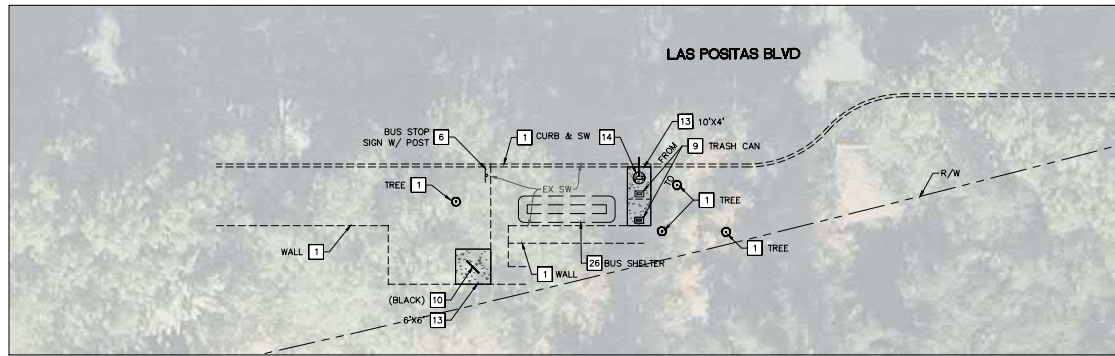 LAS POSITAS BLVD
BUS STOP
SIGN W/ POST 6
1 CURB & SW
14
13 10'X4'
9 TRASH CAN
FROM
TO
R/W
EX SW
TREE 1
1 TREE
1 TREE
WALL 1
1 WALL
26 BUS SHELTER
(BLACK) 10
6'X6' 13